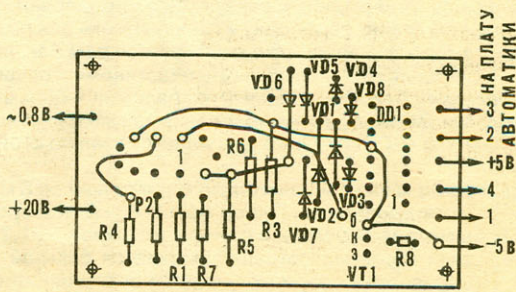 НА ПЛАТУ
АВТОМАТИКИ
VD5 VD4
VD6
VD8
~0,8В
VD1
DD1
3
R6
2
1
+5В
P2
VD3
1
4
+20В
R4
R3
VD2
б
1
R5
К
-5В
VD7
Э
R8
R1 R7
VT1